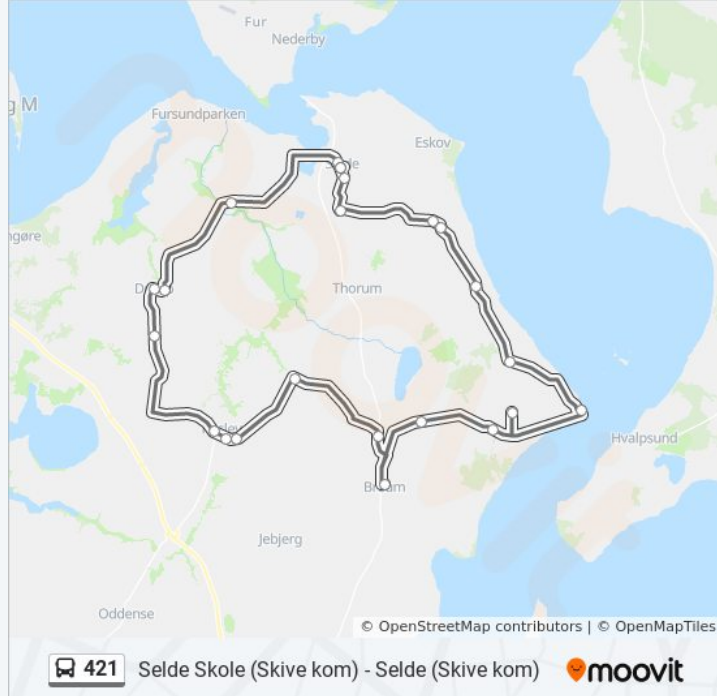 Fur
Nederby
g M
Fursundparken
Eskov
ngøre
Thorum
Hvalpsund
Jebjerg
Oddense
© OpenStreetMap contributors | © OpenMapTiles
421 Selde Skole (Skive kom) - Selde (Skive kom) moovit